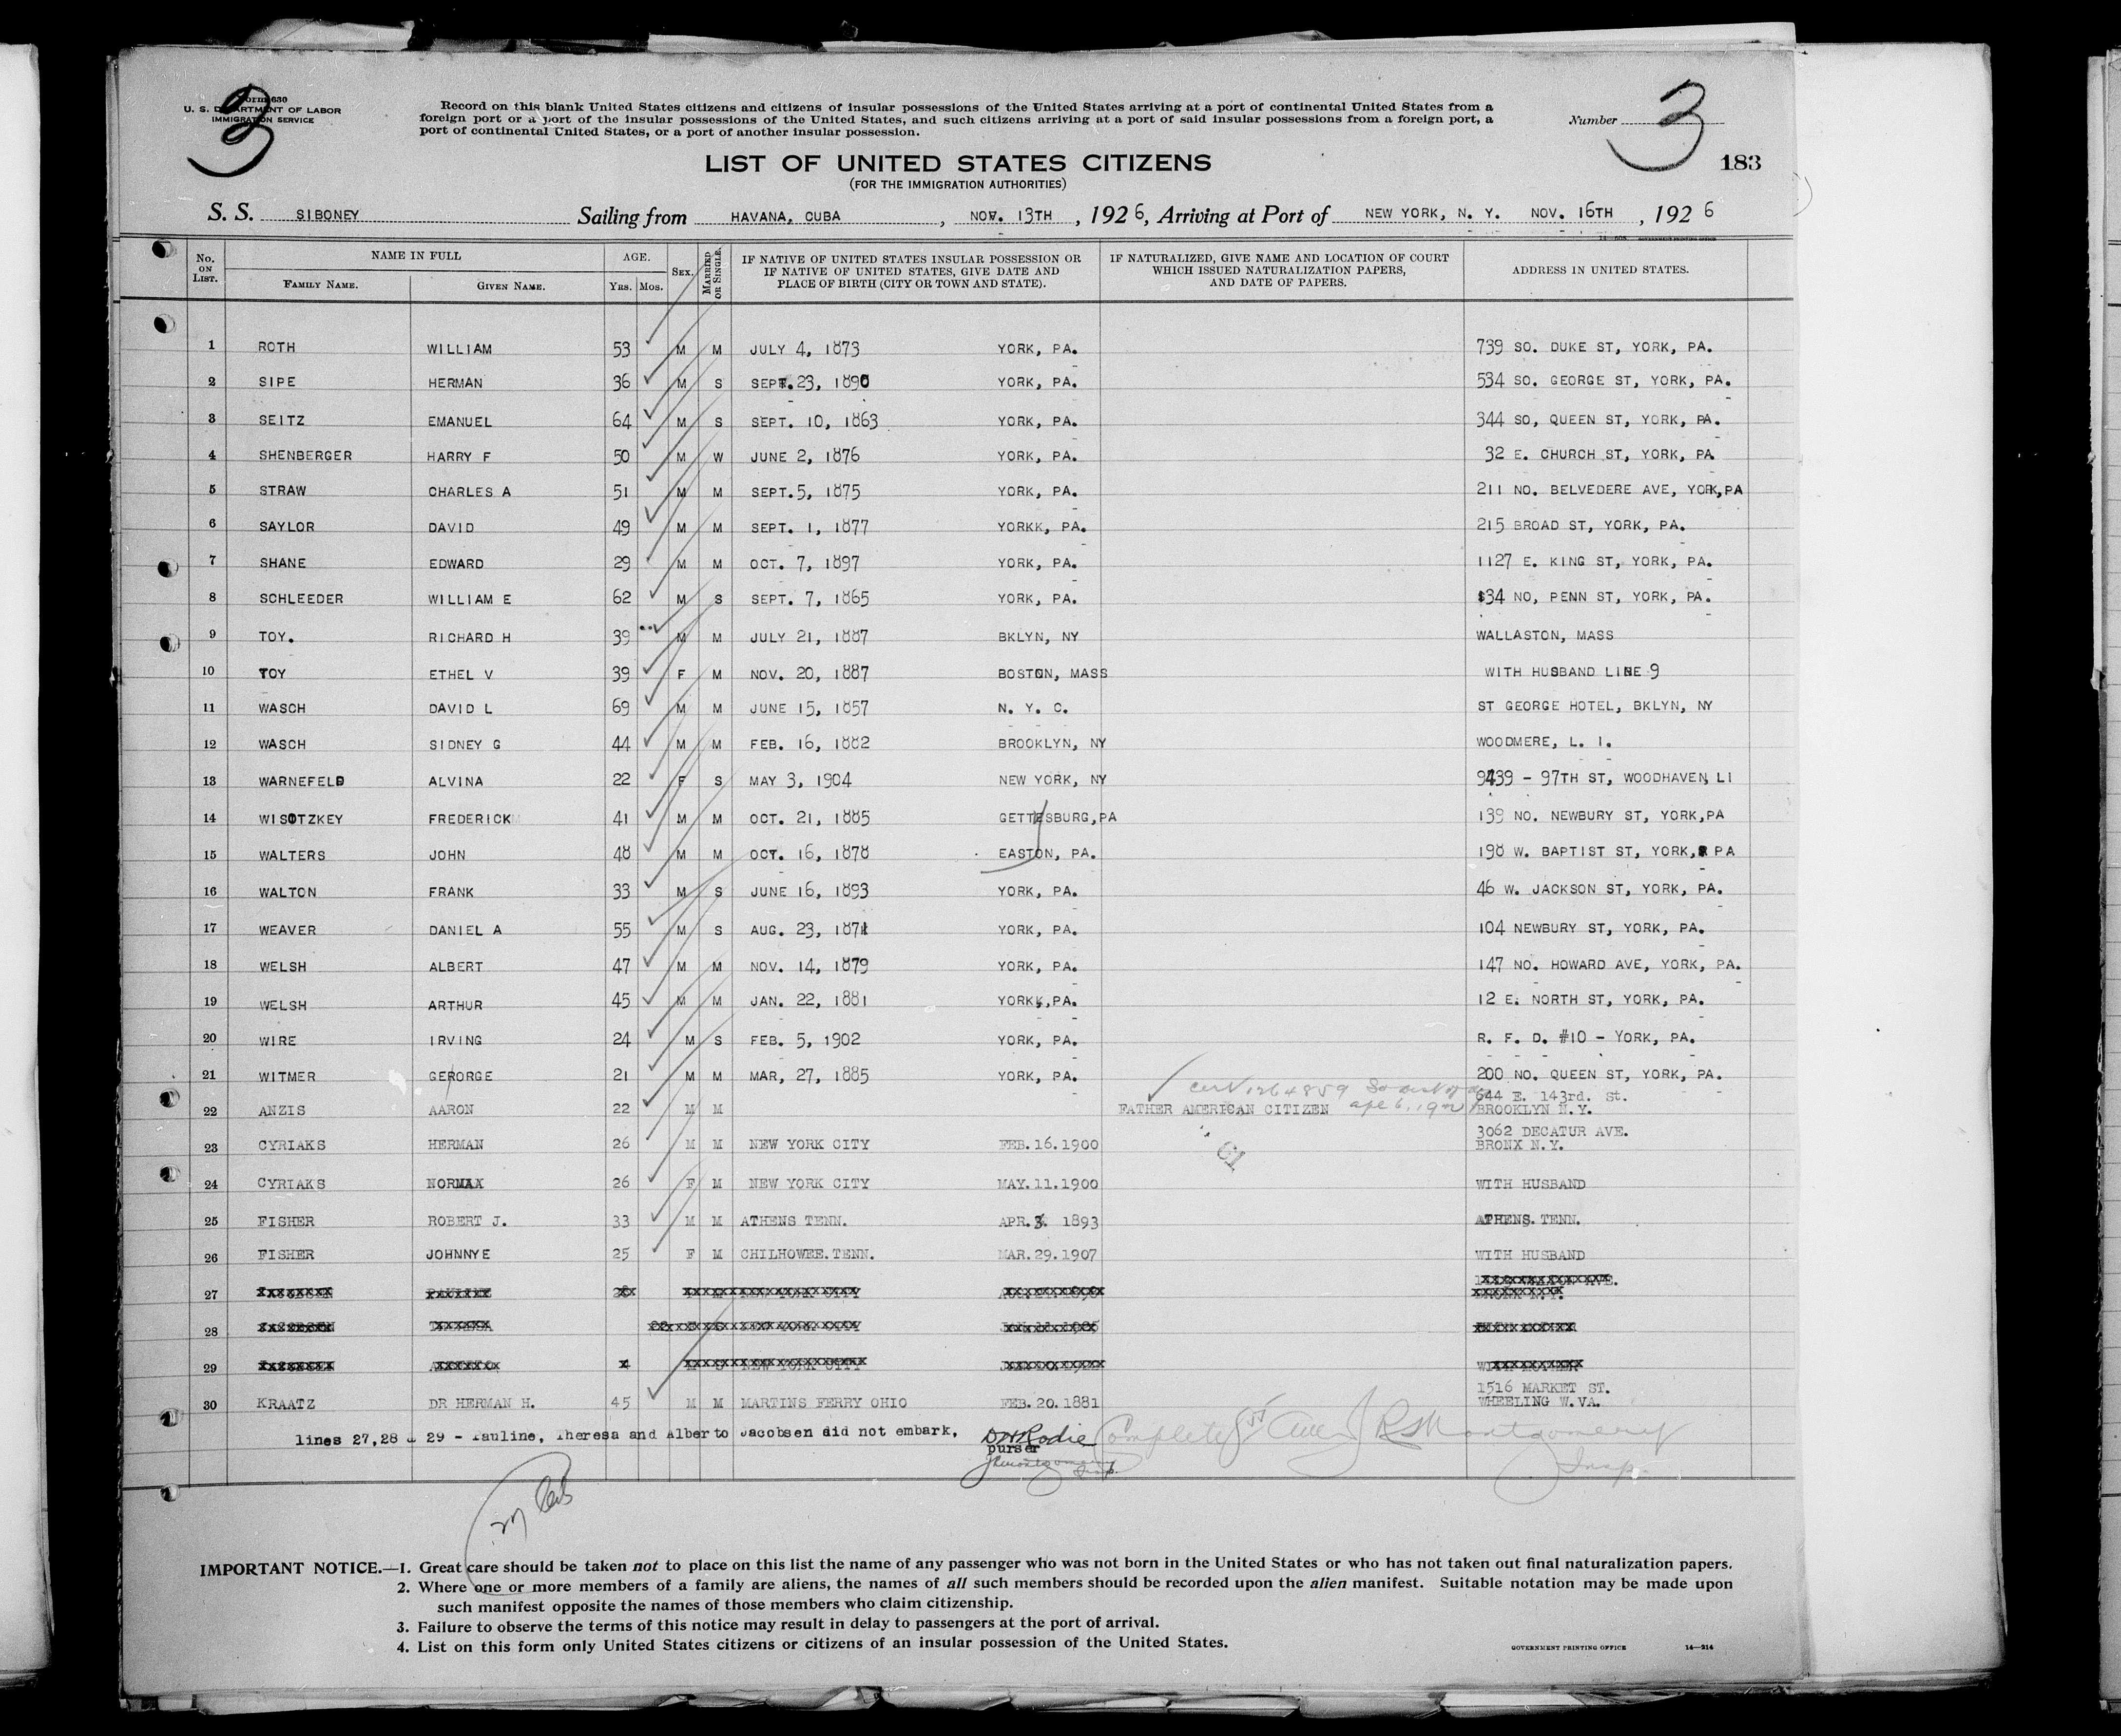 Form 630
U. S. DEPARTMENT OF LABOR
IMMIGRATION SERVICE
3
Record on this blank United States citizens and citizens of insular possessions of the United States arriving at a port of continental United States from a
foreign port or a port of the insular possessions of the United States, and such citizens arriving at a port of said insular possessions from a foreign port, a
port of continental United States, or a port of another insular possession.
Number 3
LIST OF UNITED STATES CITIZENS
183
(FOR THE IMMIGRATION AUTHORITIES)
S. S. SIBONEY Sailing from HAVANA, CUBA, NOV. 13TH, 1926, Arriving at Port of NEW YORK, N. Y. NOV. 16TH, 1926
No. ON LIST. NAME IN FULL FAMILY NAME. GIVEN NAME. AGE. Yrs. Mos. SEX. MARRIED OR SINGLE. IF NATIVE OF UNITED STATES INSULAR POSSESSION OR IF NATIVE OF UNITED STATES, GIVE DATE AND PLACE OF BIRTH (CITY OR TOWN AND STATE). IF NATURALIZED, GIVE NAME AND LOCATION OF COURT WHICH ISSUED NATURALIZATION PAPERS, AND DATE OF PAPERS. ADDRESS IN UNITED STATES.
1 ROTH WILLIAM 53 M M JULY 4, 1873 YORK, PA. 739 SO. DUKE ST, YORK, PA.
2 SIPE HERMAN 36 M S SEPT. 23, 1890 YORK, PA. 534 SO. GEORGE ST, YORK, PA.
3 SEITZ EMANUEL 64 M S SEPT. 10, 1863 YORK, PA. 344 SO, QUEEN ST, YORK, PA.
4 SHENBERGER HARRY F 50 M W JUNE 2, 1876 YORK, PA. 32 E. CHURCH ST, YORK, PA
5 STRAW CHARLES A 51 M M SEPT. 5, 1875 YORK, PA. 211 NO. BELVEDERE AVE, YORK, PA
6 SAYLOR DAVID 49 M M SEPT. 1, 1877 YORKK, PA. 215 BROAD ST, YORK, PA.
7 SHANE EDWARD 29 M M OCT. 7, 1897 YORK, PA. 1127 E. KING ST, YORK, PA.
8 SCHLEEDER WILLIAM E 62 M S SEPT. 7, 1865 YORK, PA. 34 NO, PENN ST, YORK, PA.
9 TOY. RICHARD H 39 M M JULY 21, 1887 BKLYN, NY WALLASTON, MASS
10 TOY ETHEL V 39 F M NOV. 20, 1887 BOSTON, MASS WITH HUSBAND LINE 9
11 WASCH DAVID L 69 M M JUNE 15, 1857 N. Y. C. ST GEORGE HOTEL, BKLYN, NY
12 WASCH SIDNEY G 44 M M FEB. 16, 1882 BROOKLYN, NY WOODMERE, L. I.
13 WARNEFELD ALVINA 22 F S MAY 3, 1904 NEW YORK, NY 9439 - 97TH ST, WOODHAVEN, LI
14 WISOTZKEY FREDERICK 41 M M OCT. 21, 1885 GETTESBURG, PA 139 NO. NEWBURY ST, YORK, PA
15 WALTERS JOHN 48 M M OCT. 16, 1878 EASTON, PA. 198 W. BAPTIST ST, YORK, PA
16 WALTON FRANK 33 M S JUNE 16, 1893 YORK, PA. 46 W. JACKSON ST, YORK, PA.
17 WEAVER DANIEL A 55 M S AUG. 23, 1871 YORK, PA. 104 NEWBURY ST, YORK, PA.
18 WELSH ALBERT 47 M M NOV. 14, 1879 YORK, PA. 147 NO. HOWARD AVE, YORK, PA.
19 WELSH ARTHUR 45 M M JAN. 22, 1881 YORKK, PA. 12 E. NORTH ST, YORK, PA.
20 WIRE IRVING 24 M S FEB. 5, 1902 YORK, PA. R. F. D. #10 - YORK, PA.
21 WITMER GERORGE 21 M M MAR, 27, 1885 YORK, PA. 200 NO. QUEEN ST, YORK, PA.
22 ANZIS AARON 22 M M FATHER AMERICAN CITIZEN 644 E. 143rd. St. BROOKLYN N.Y.
23 CYRIAKS HERMAN 26 M M NEW YORK CITY FEB.16.1900 3062 DECATUR AVE. BRONX N.Y.
24 CYRIAKS NORMAX 26 F M NEW YORK CITY MAY.11.1900 WITH HUSBAND
25 FISHER ROBERT J. 33 M M ATHENS TENN. APR.3. 1893 ATHENS. TENN.
26 FISHER JOHNNYE 25 F M CHILHOWEE.TENN. MAR.29.1907 WITH HUSBAND
27
28
29
30 KRAATZ DR HERMAN H. 45 M M MARTINS FERRY OHIO FEB.20.1881 1516 MARKET ST. WHEELING W.VA.
lines 27,28 & 29 - Pauline, Theresa and Alberto Jacobsen did not embark.
purser
Montgomery
Insp.
IMPORTANT NOTICE.—1. Great care should be taken not to place on this list the name of any passenger who was not born in the United States or who has not taken out final naturalization papers.
2. Where one or more members of a family are aliens, the names of all such members should be recorded upon the alien manifest. Suitable notation may be made upon
such manifest opposite the names of those members who claim citizenship.
3. Failure to observe the terms of this notice may result in delay to passengers at the port of arrival.
4. List on this form only United States citizens or citizens of an insular possession of the United States.
GOVERNMENT PRINTING OFFICE 14—214